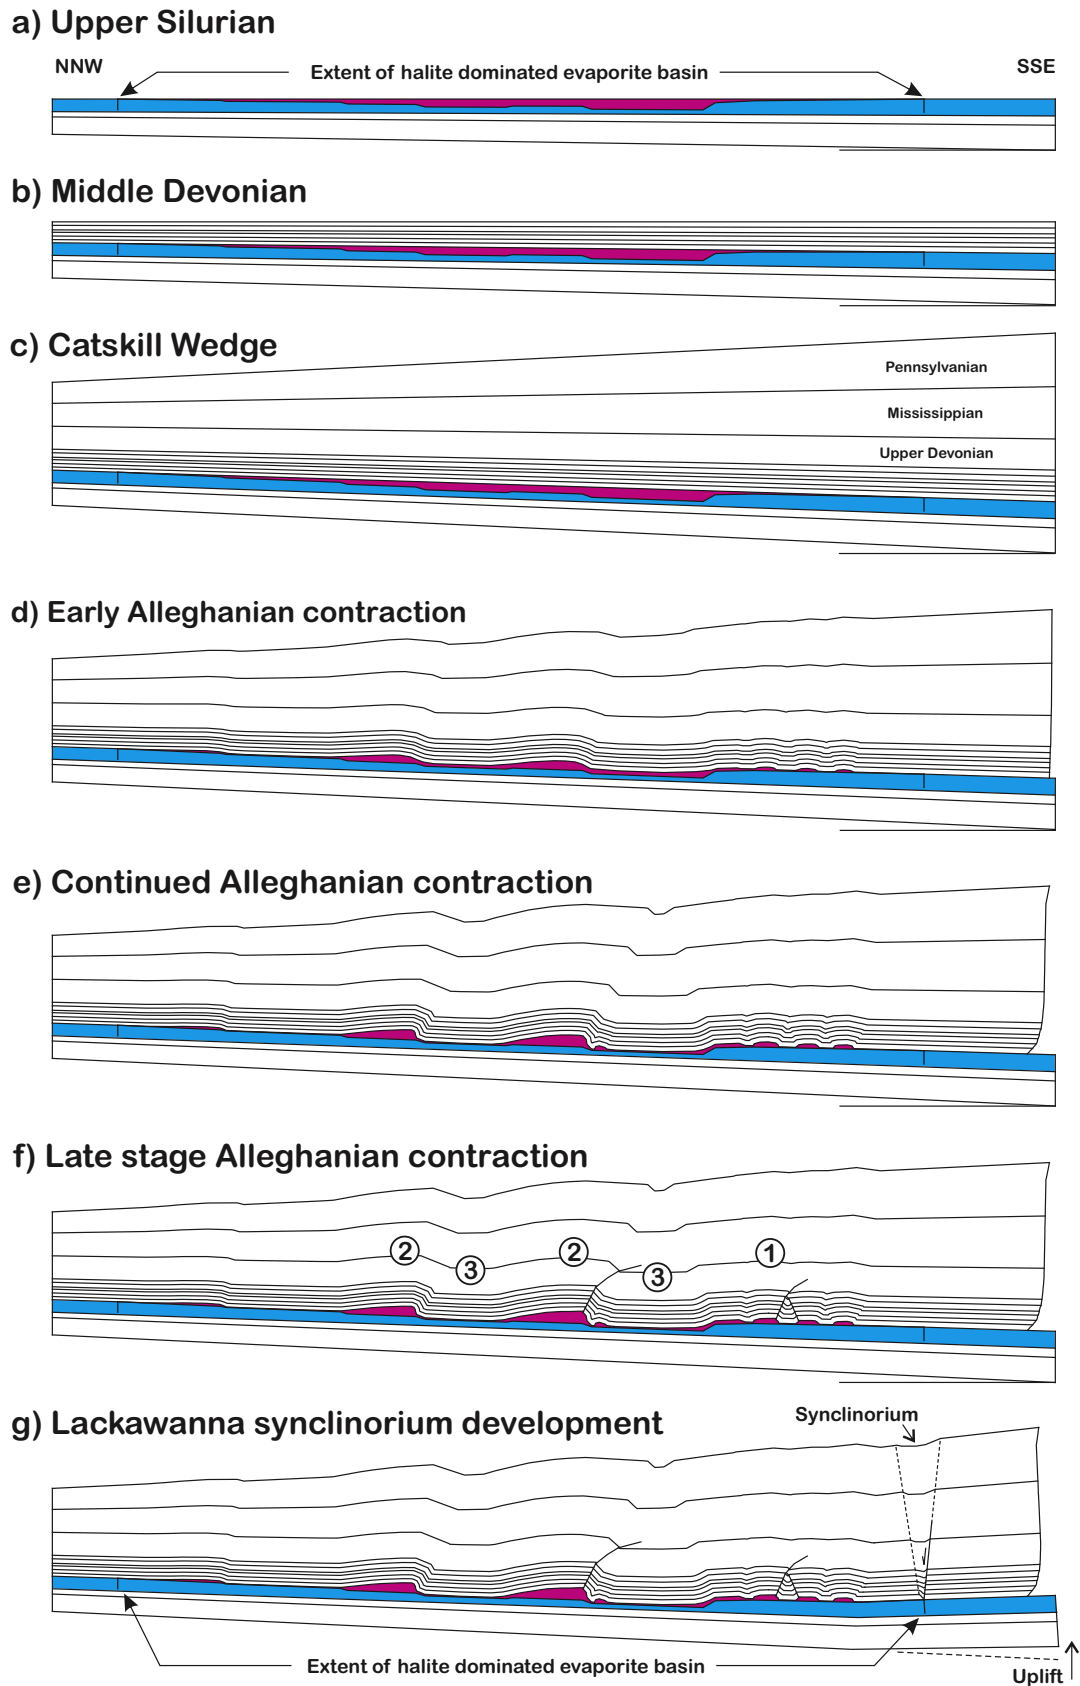 a) Upper Silurian
NNW
Extent of halite dominated evaporite basin
SSE
b) Middle Devonian
c) Catskill Wedge
Pennsylvanian
Mississippian
Upper Devonian
d) Early Alleghanian contraction
e) Continued Alleghanian contraction
f) Late stage Alleghanian contraction
2
3
2
3
1
g) Lackawanna synclinorium development
Synclinorium
Extent of halite dominated evaporite basin
Uplift